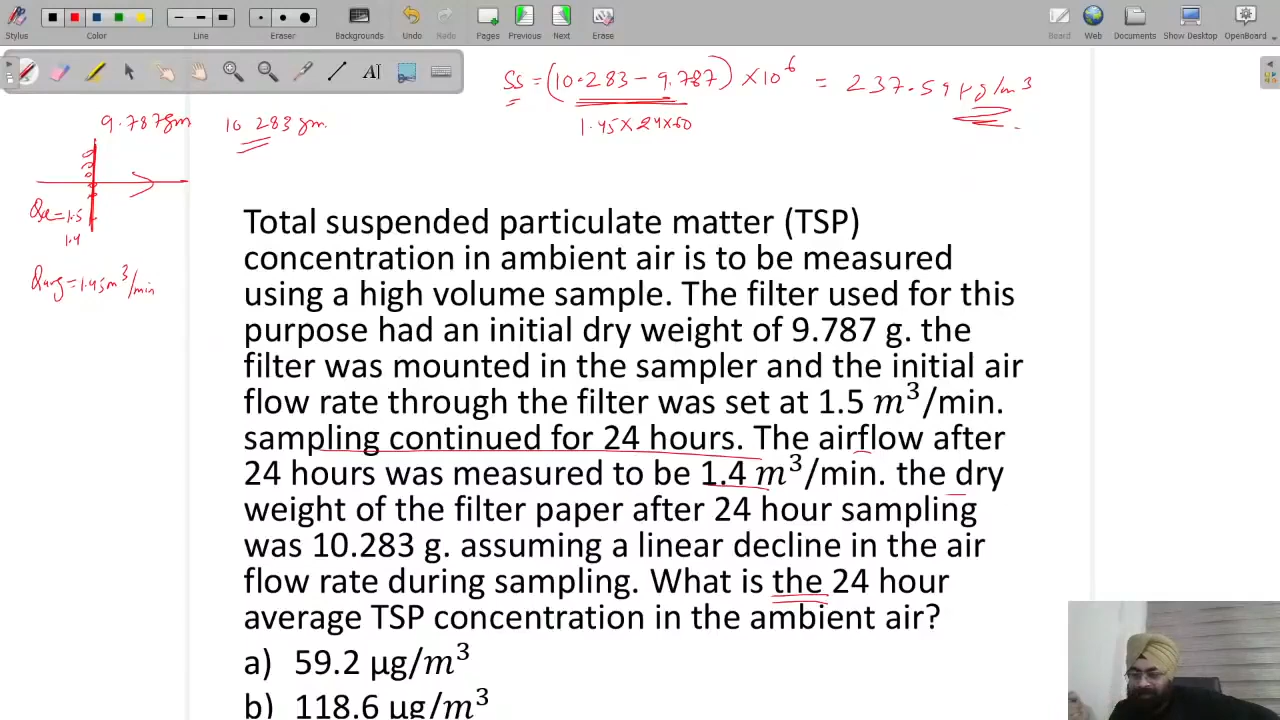 Stylus Color Line Eraser Backgrounds Undo Pages Previous Next Erase Board Web Documents Show Desktop OpenBoard
SS = (10.283 - 9.787) × 10⁶ = 237.54 µg/m³
1.45×24×60
9.787gm 10.283 gm
1.5
1.4
Qavg = 1.45m³/min
Total suspended particulate matter (TSP)
concentration in ambient air is to be measured
using a high volume sample. The filter used for this
purpose had an initial dry weight of 9.787 g. the
filter was mounted in the sampler and the initial air
flow rate through the filter was set at 1.5 m³/min.
sampling continued for 24 hours. The airflow after
24 hours was measured to be 1.4 m³/min. the dry
weight of the filter paper after 24 hour sampling
was 10.283 g. assuming a linear decline in the air
flow rate during sampling. What is the 24 hour
average TSP concentration in the ambient air?
a) 59.2 µg/m³
b) 118.6 µg/m³